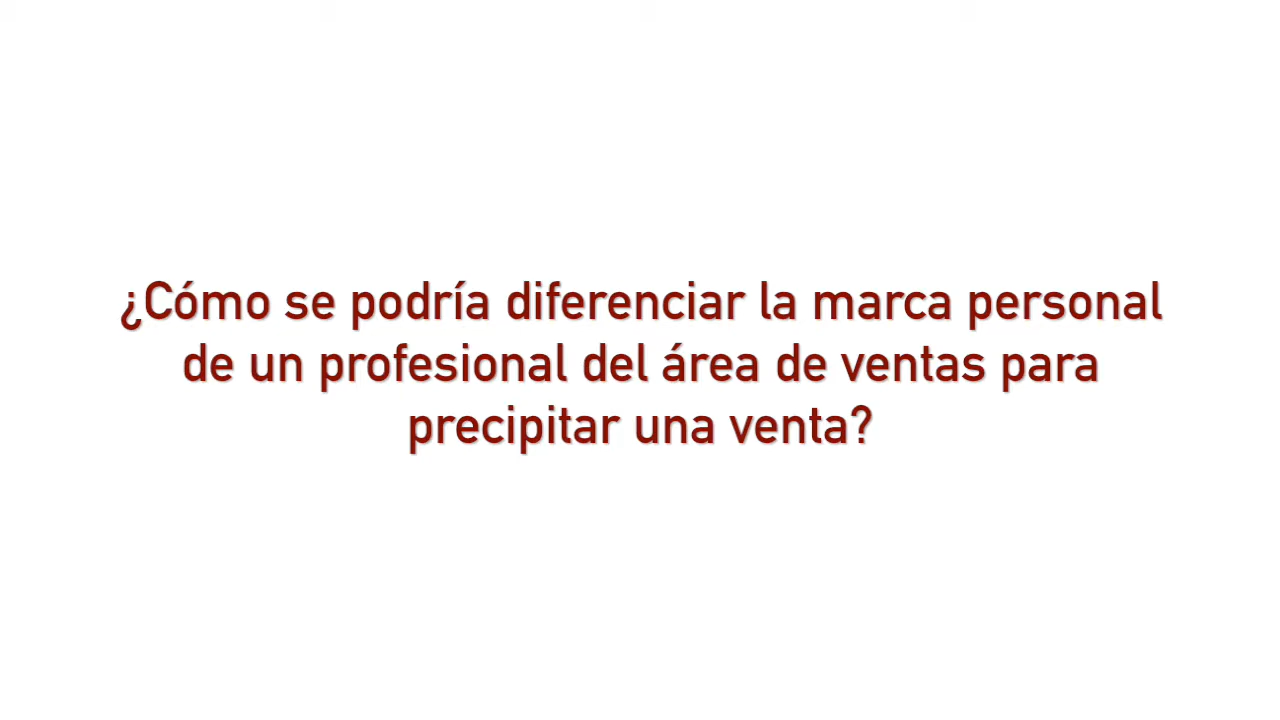 ¿Cómo se podría diferenciar la marca personal
de un profesional del área de ventas para
precipitar una venta?